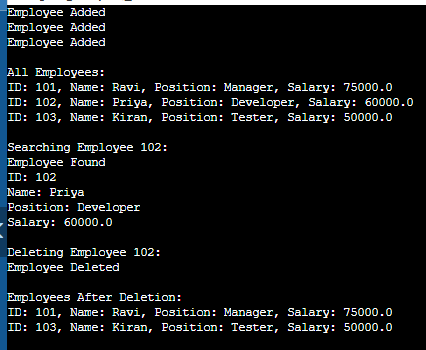 Employee Added
Employee Added
Employee Added
All Employees:
ID: 101, Name: Ravi, Position: Manager, Salary: 75000.0
ID: 102, Name: Priya, Position: Developer, Salary: 60000.0
ID: 103, Name: Kiran, Position: Tester, Salary: 50000.0
Searching Employee 102:
Employee Found
ID: 102
Name: Priya
Position: Developer
Salary: 60000.0
Deleting Employee 102:
Employee Deleted
Employees After Deletion:
ID: 101, Name: Ravi, Position: Manager, Salary: 75000.0
ID: 103, Name: Kiran, Position: Tester, Salary: 50000.0